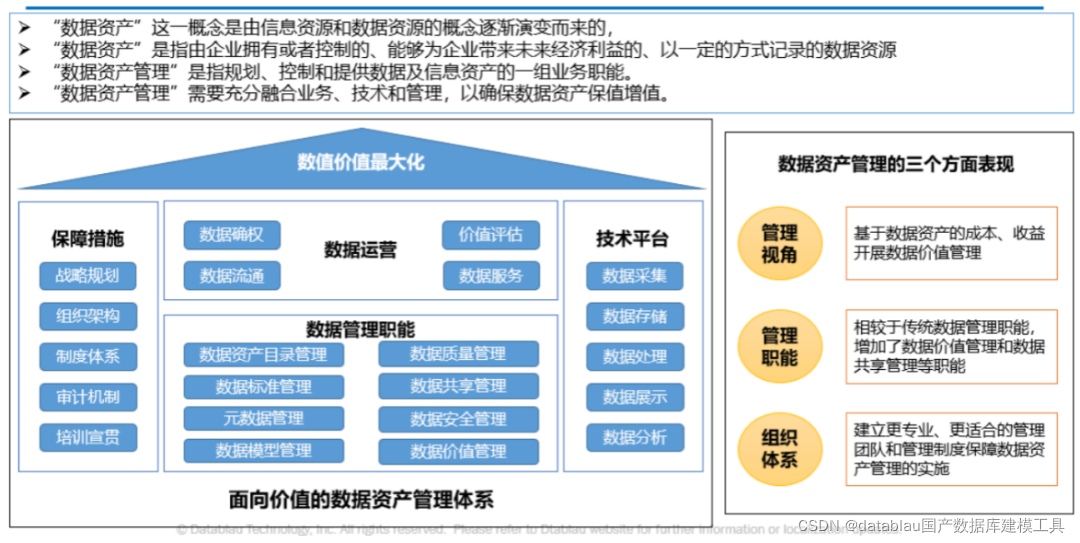 ➢ “数据资产”这一概念是由信息资源和数据资源的概念逐渐演变而来的，
➢ “数据资产”是指由企业拥有或者控制的、能够为企业带来未来经济利益的、以一定的方式记录的数据资源
➢ “数据资产管理”是指规划、控制和提供数据及信息资产的一组业务职能。
➢ “数据资产管理”需要充分融合业务、技术和管理，以确保数据资产保值增值。
数值价值最大化
保障措施
战略规划
组织架构
制度体系
审计机制
培训宣贯
数据运营
数据确权
价值评估
数据流通
数据服务
数据管理职能
数据资产目录管理
数据质量管理
数据标准管理
数据共享管理
元数据管理
数据安全管理
数据模型管理
数据价值管理
技术平台
数据采集
数据存储
数据处理
数据展示
数据分析
面向价值的数据资产管理体系
数据资产管理的三个方面表现
管理
视角
基于数据资产的成本、收益
开展数据价值管理
管理
职能
相较于传统数据管理职能，
增加了数据价值管理和数据
共享管理等职能
组织
体系
建立更专业、更适合的管理
团队和管理制度保障数据资
产管理的实施
© Datablau Technology, Inc. All rights reserved. Please refer to Dtablau website for further information or localization updates.
CSDN @datablau国产数据库建模工具